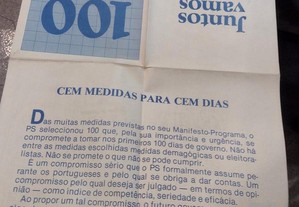 Juntos
vamos
100
CEM MEDIDAS PARA CEM DIAS
Das muitas medidas previstas no seu Manifesto-Programa, o
PS seleccionou 100 que, pela sua importância e urgência, se
compromete a tomar nos primeiros 100 dias de governo. Não há
entre as medidas escolhidas medidas demagógicas ou eleitora-
listas. Não se promete o que não se pode cumprir.
É um compromisso sério que o PS formalmente assume pe-
rante os portugueses e pelo qual se obriga a dar contas. Um
compromisso pelo qual deseja ser julgado — em termos de opi-
nião — como índice de competência, seriedade e eficácia.
Ao propor um tal compromisso o futuro